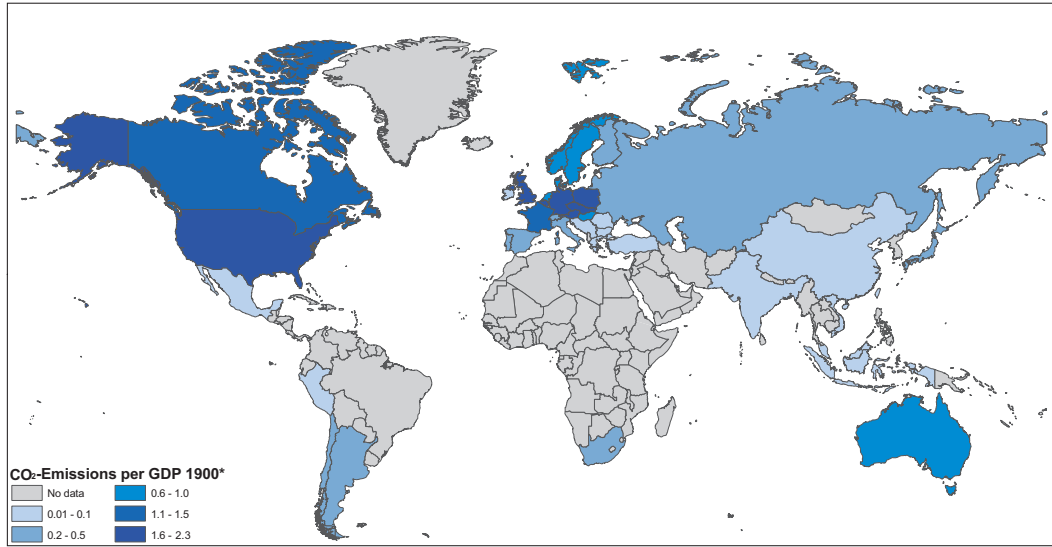 CO₂-Emissions per GDP 1900*
No data
0.01 - 0.1
0.2 - 0.5
0.6 - 1.0
1.1 - 1.5
1.6 - 2.3